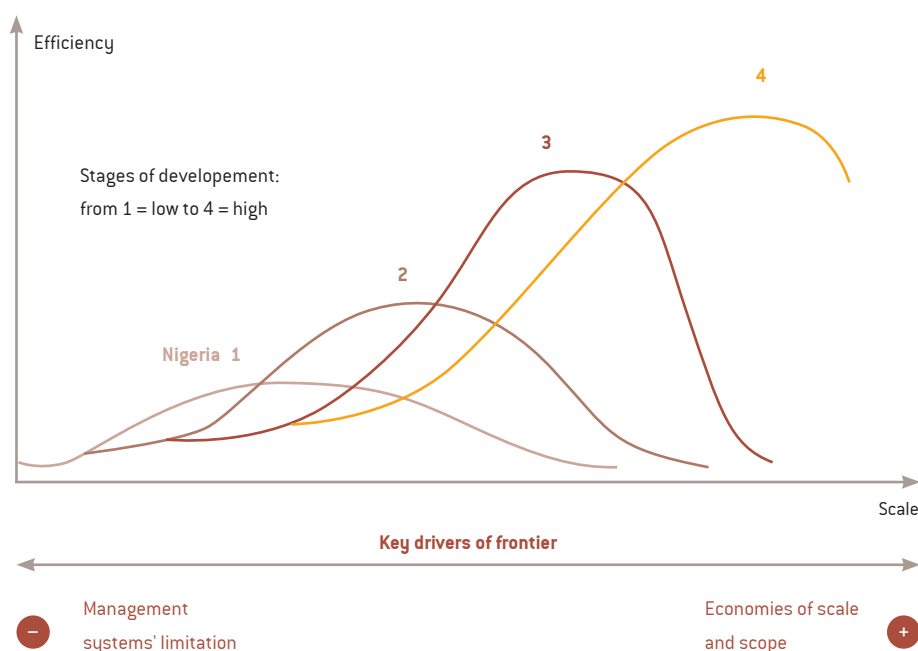 Efficiency
4
3
Stages of developement:
from 1 = low to 4 = high
2
Nigeria 1
Scale
Key drivers of frontier
Management
systems' limitation
Economies of scale
and scope
−
+